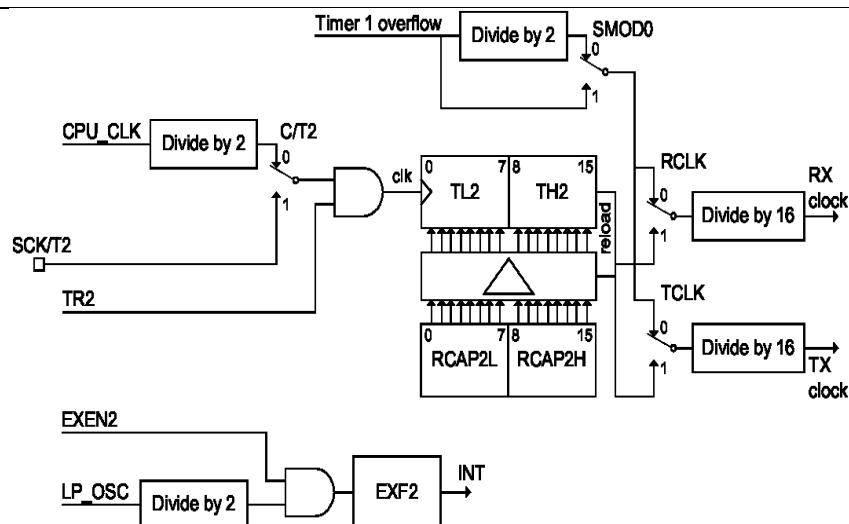 Timer 1 overflow
Divide by 2
SMOD0
0
1
CPU_CLK
Divide by 2
C/T2
0
1
clk
0 7 8 15
TL2 TH2
reload
RCLK
0
1
Divide by 16
RX
clock
SCK/T2
TR2
0 7 8 15
RCAP2L RCAP2H
TCLK
0
1
Divide by 16
TX
clock
EXEN2
LP_OSC
Divide by 2
EXF2
INT